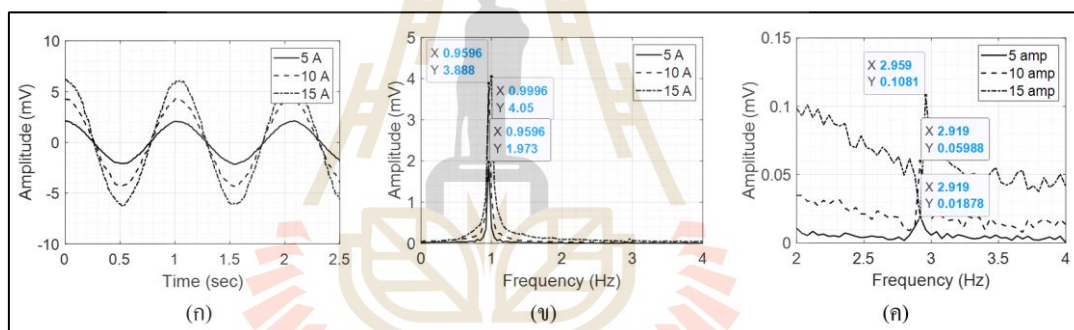 10
5
0
-5
-10
Amplitude (mV)
0 0.5 1 1.5 2 2.5
Time (sec)
5 A
10 A
15 A
(ก)
5
4
3
2
1
0
Amplitude (mV)
0 1 2 3 4
Frequency (Hz)
5 A
10 A
15 A
X 0.9596
Y 3.888
X 0.9996
Y 4.05
X 0.9596
Y 1.973
(ข)
0.15
0.1
0.05
0
Amplitude (mV)
2 2.5 3 3.5 4
Frequency (Hz)
5 amp
10 amp
15 amp
X 2.959
Y 0.1081
X 2.919
Y 0.05988
X 2.919
Y 0.01878
(ค)